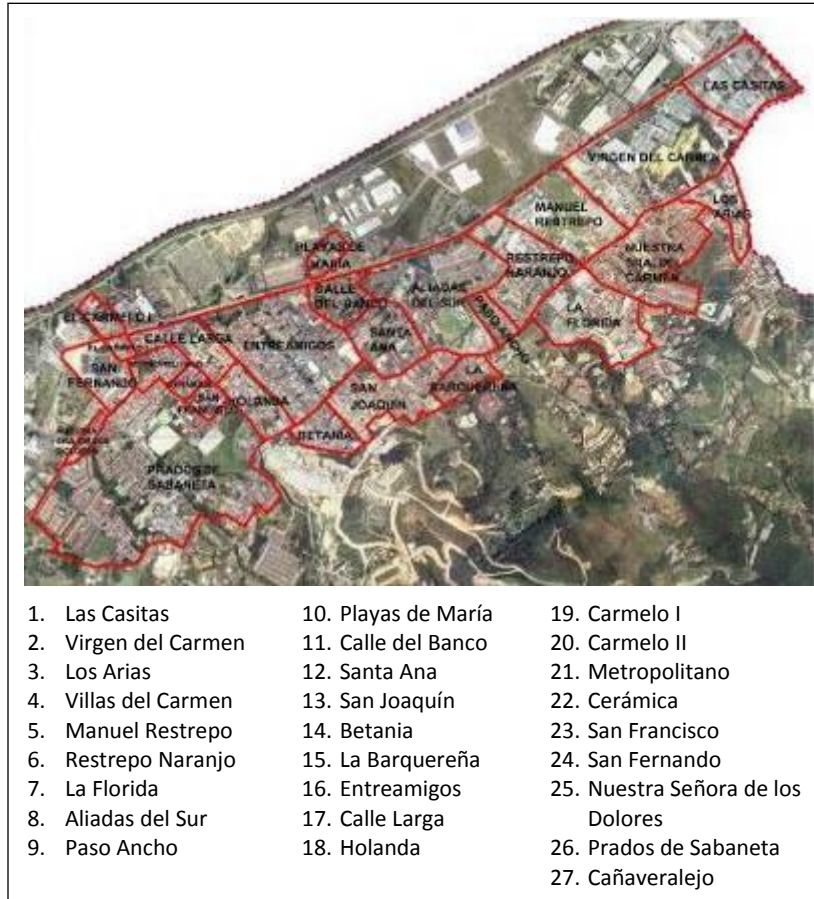 LAS CASITAS
VIRGEN DEL CARMEN
LOS
ARIAS
MANUEL
RESTREPO
NUESTRA
SRA. DEL
CARMEN
PLAYAS DE
MARÍA
RESTREPO
NARANJO
CALLE
DEL BANCO
ALIADAS
DEL SUR
PASO ANCHO
LA
FLORIDA
EL CARMELO I
CALLE LARGA
ENTREAMIGOS
SANTA
ANA
SAN
FERNANDO
SAN
JOAQUÍN
LA
BARQUEREÑA
SAN
FRANCISCO
HOLANDA
BETANIA
PRADOS DE
SABANETA
1. Las Casitas
2. Virgen del Carmen
3. Los Arias
4. Villas del Carmen
5. Manuel Restrepo
6. Restrepo Naranjo
7. La Florida
8. Aliadas del Sur
9. Paso Ancho
10. Playas de María
11. Calle del Banco
12. Santa Ana
13. San Joaquín
14. Betania
15. La Barquereña
16. Entreamigos
17. Calle Larga
18. Holanda
19. Carmelo I
20. Carmelo II
21. Metropolitano
22. Cerámica
23. San Francisco
24. San Fernando
25. Nuestra Señora de los
Dolores
26. Prados de Sabaneta
27. Cañaveralejo